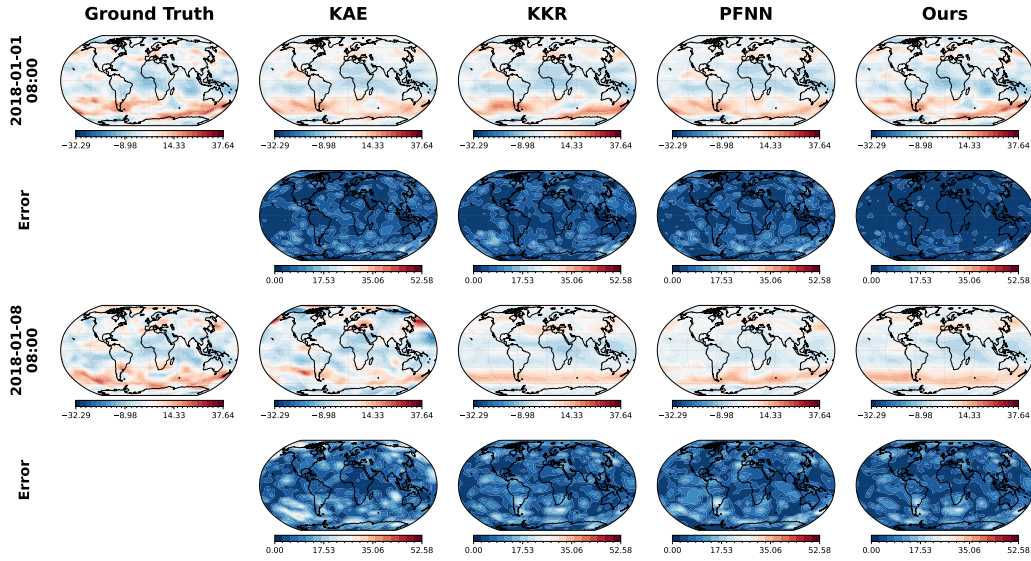 Ground Truth KAE KKR PFNN Ours
2018-01-01
08:00
−32.29 −8.98 14.33 37.64 −32.29 −8.98 14.33 37.64 −32.29 −8.98 14.33 37.64 −32.29 −8.98 14.33 37.64 −32.29 −8.98 14.33 37.64
Error
0.00 17.53 35.06 52.58 0.00 17.53 35.06 52.58 0.00 17.53 35.06 52.58 0.00 17.53 35.06 52.58
2018-01-08
08:00
−32.29 −8.98 14.33 37.64 −32.29 −8.98 14.33 37.64 −32.29 −8.98 14.33 37.64 −32.29 −8.98 14.33 37.64 −32.29 −8.98 14.33 37.64
Error
0.00 17.53 35.06 52.58 0.00 17.53 35.06 52.58 0.00 17.53 35.06 52.58 0.00 17.53 35.06 52.58